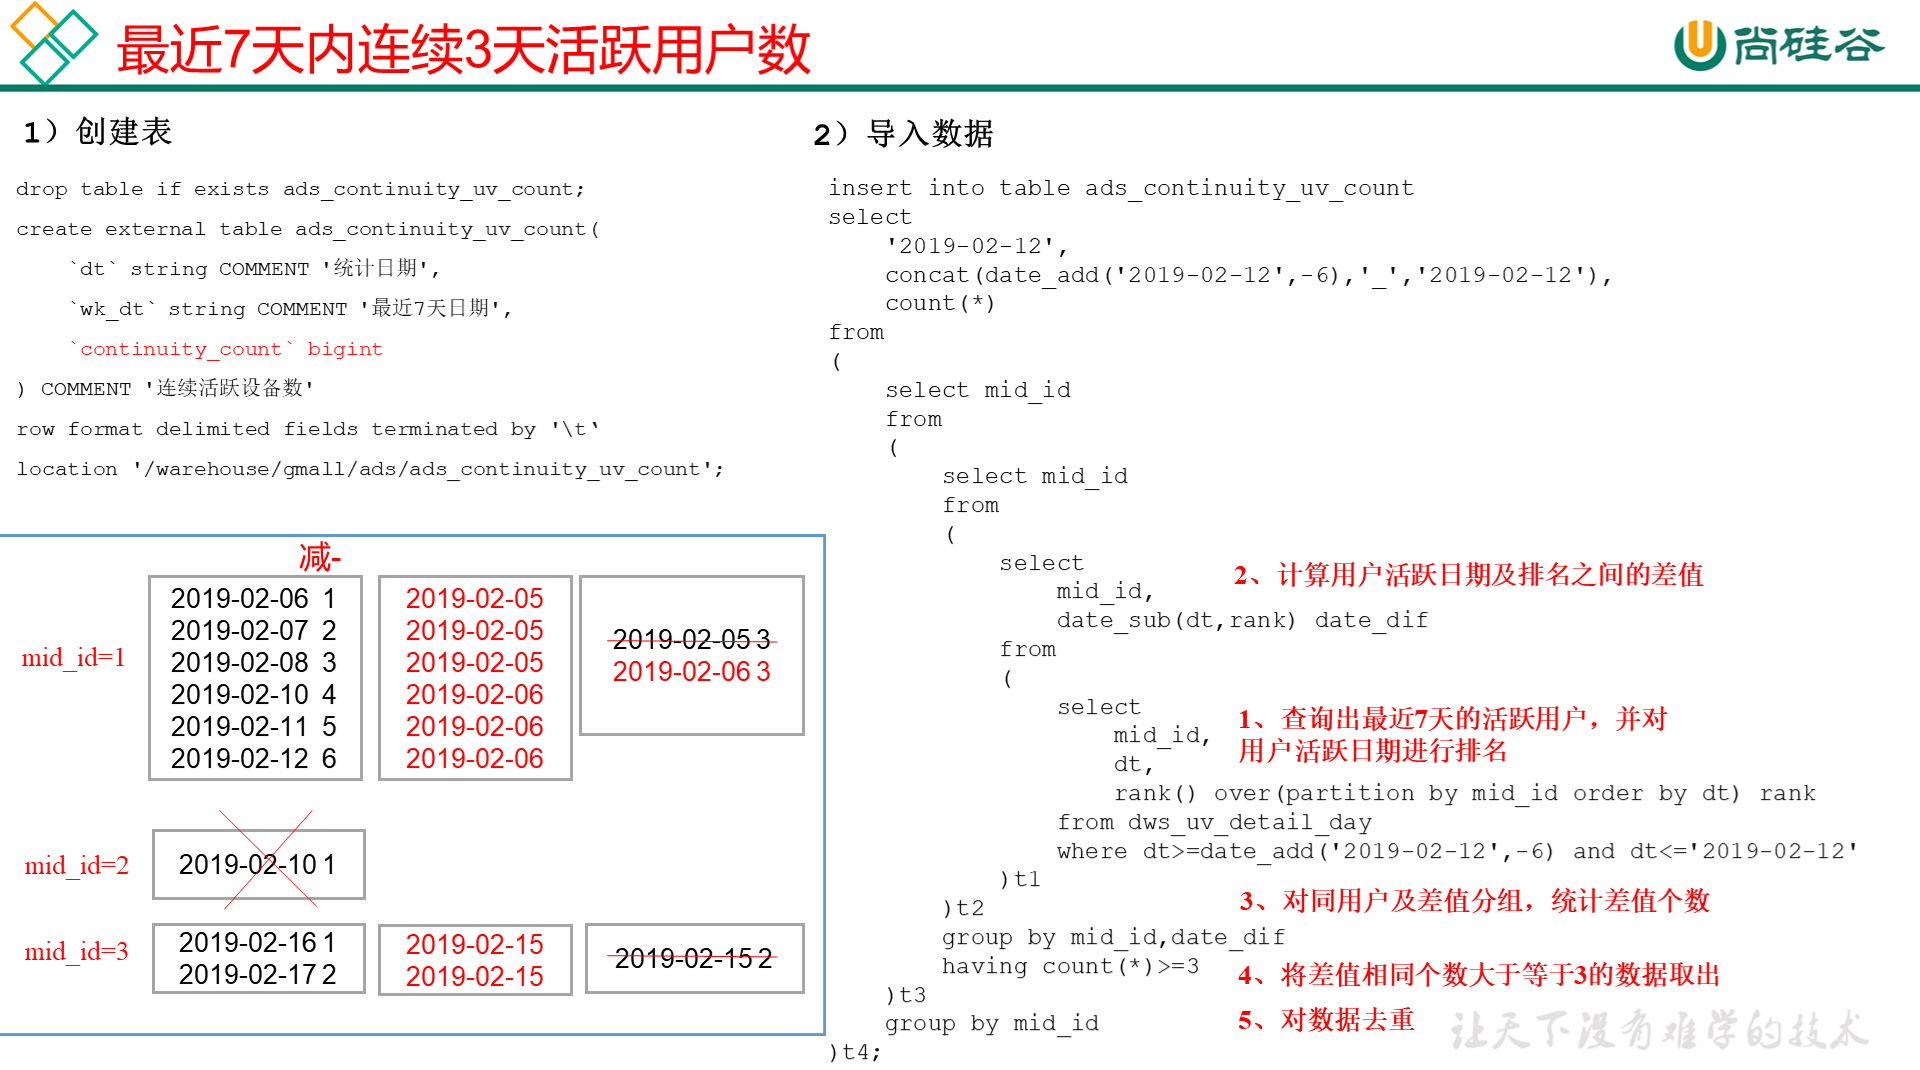 最近7天内连续3天活跃用户数
尚硅谷
1）创建表
drop table if exists ads_continuity_uv_count;
create external table ads_continuity_uv_count(
`dt` string COMMENT '统计日期',
`wk_dt` string COMMENT '最近7天日期',
`continuity_count` bigint
) COMMENT '连续活跃设备数'
row format delimited fields terminated by '\t‘
location '/warehouse/gmall/ads/ads_continuity_uv_count';
减-
mid_id=1
2019-02-06 1
2019-02-07 2
2019-02-08 3
2019-02-10 4
2019-02-11 5
2019-02-12 6
2019-02-05
2019-02-05
2019-02-05
2019-02-06
2019-02-06
2019-02-06
2019-02-05 3
2019-02-06 3
mid_id=2
2019-02-10 1
mid_id=3
2019-02-16 1
2019-02-17 2
2019-02-15
2019-02-15
2019-02-15 2
2）导入数据
insert into table ads_continuity_uv_count
select
'2019-02-12',
concat(date_add('2019-02-12',-6),'_','2019-02-12'),
count(*)
from
(
select mid_id
from
(
select mid_id
from
(
select
mid_id,
date_sub(dt,rank) date_dif
from
(
select
mid_id,
dt,
rank() over(partition by mid_id order by dt) rank
from dws_uv_detail_day
where dt>=date_add('2019-02-12',-6) and dt<='2019-02-12'
)t1
)t2
group by mid_id,date_dif
having count(*)>=3
)t3
group by mid_id
)t4;
2、计算用户活跃日期及排名之间的差值
1、查询出最近7天的活跃用户，并对
用户活跃日期进行排名
3、对同用户及差值分组，统计差值个数
4、将差值相同个数大于等于3的数据取出
5、对数据去重
让天下没有难学的技术